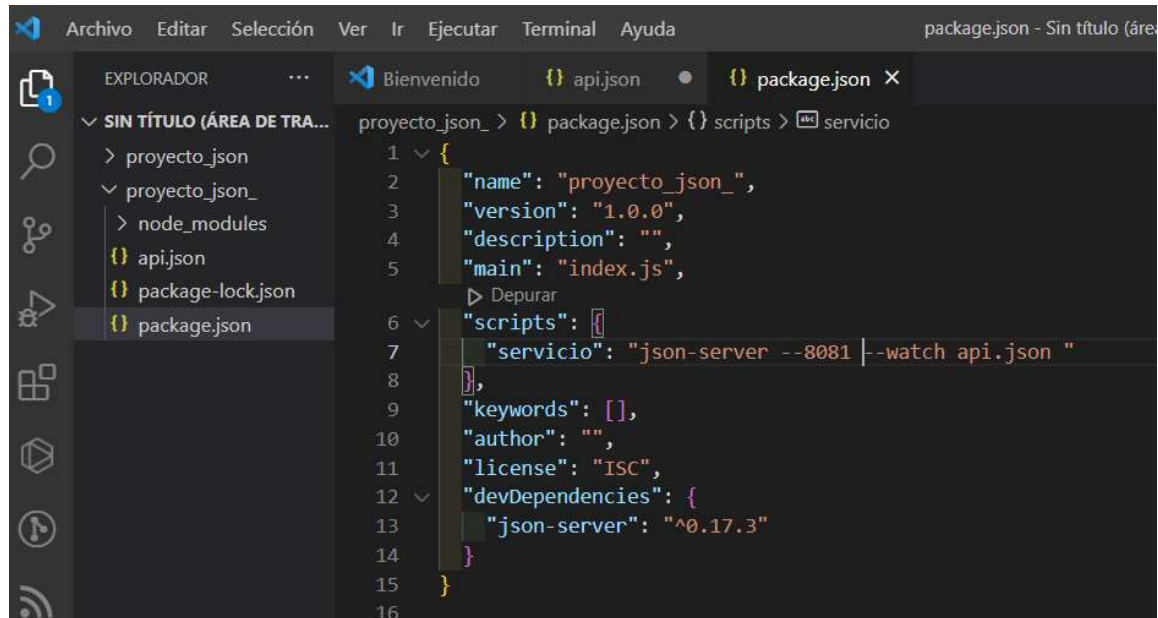 Archivo Editar Selección Ver Ir Ejecutar Terminal Ayuda package.json - Sin título (área
EXPLORADOR ... Bienvenido {} api.json ● {} package.json ×
1
SIN TÍTULO (ÁREA DE TRA...
proyecto_json_ > {} package.json > {} scripts > abc servicio
> proyecto_json
proyecto_json_
> node_modules
{} api.json
{} package-lock.json
{} package.json
1 {
2 "name": "proyecto_json_",
3 "version": "1.0.0",
4 "description": "",
5 "main": "index.js",
Depurar
6 "scripts": {
7 "servicio": "json-server --8081 --watch api.json "
8 },
9 "keywords": [],
10 "author": "",
11 "license": "ISC",
12 "devDependencies": {
13 "json-server": "^0.17.3"
14 }
15 }
16